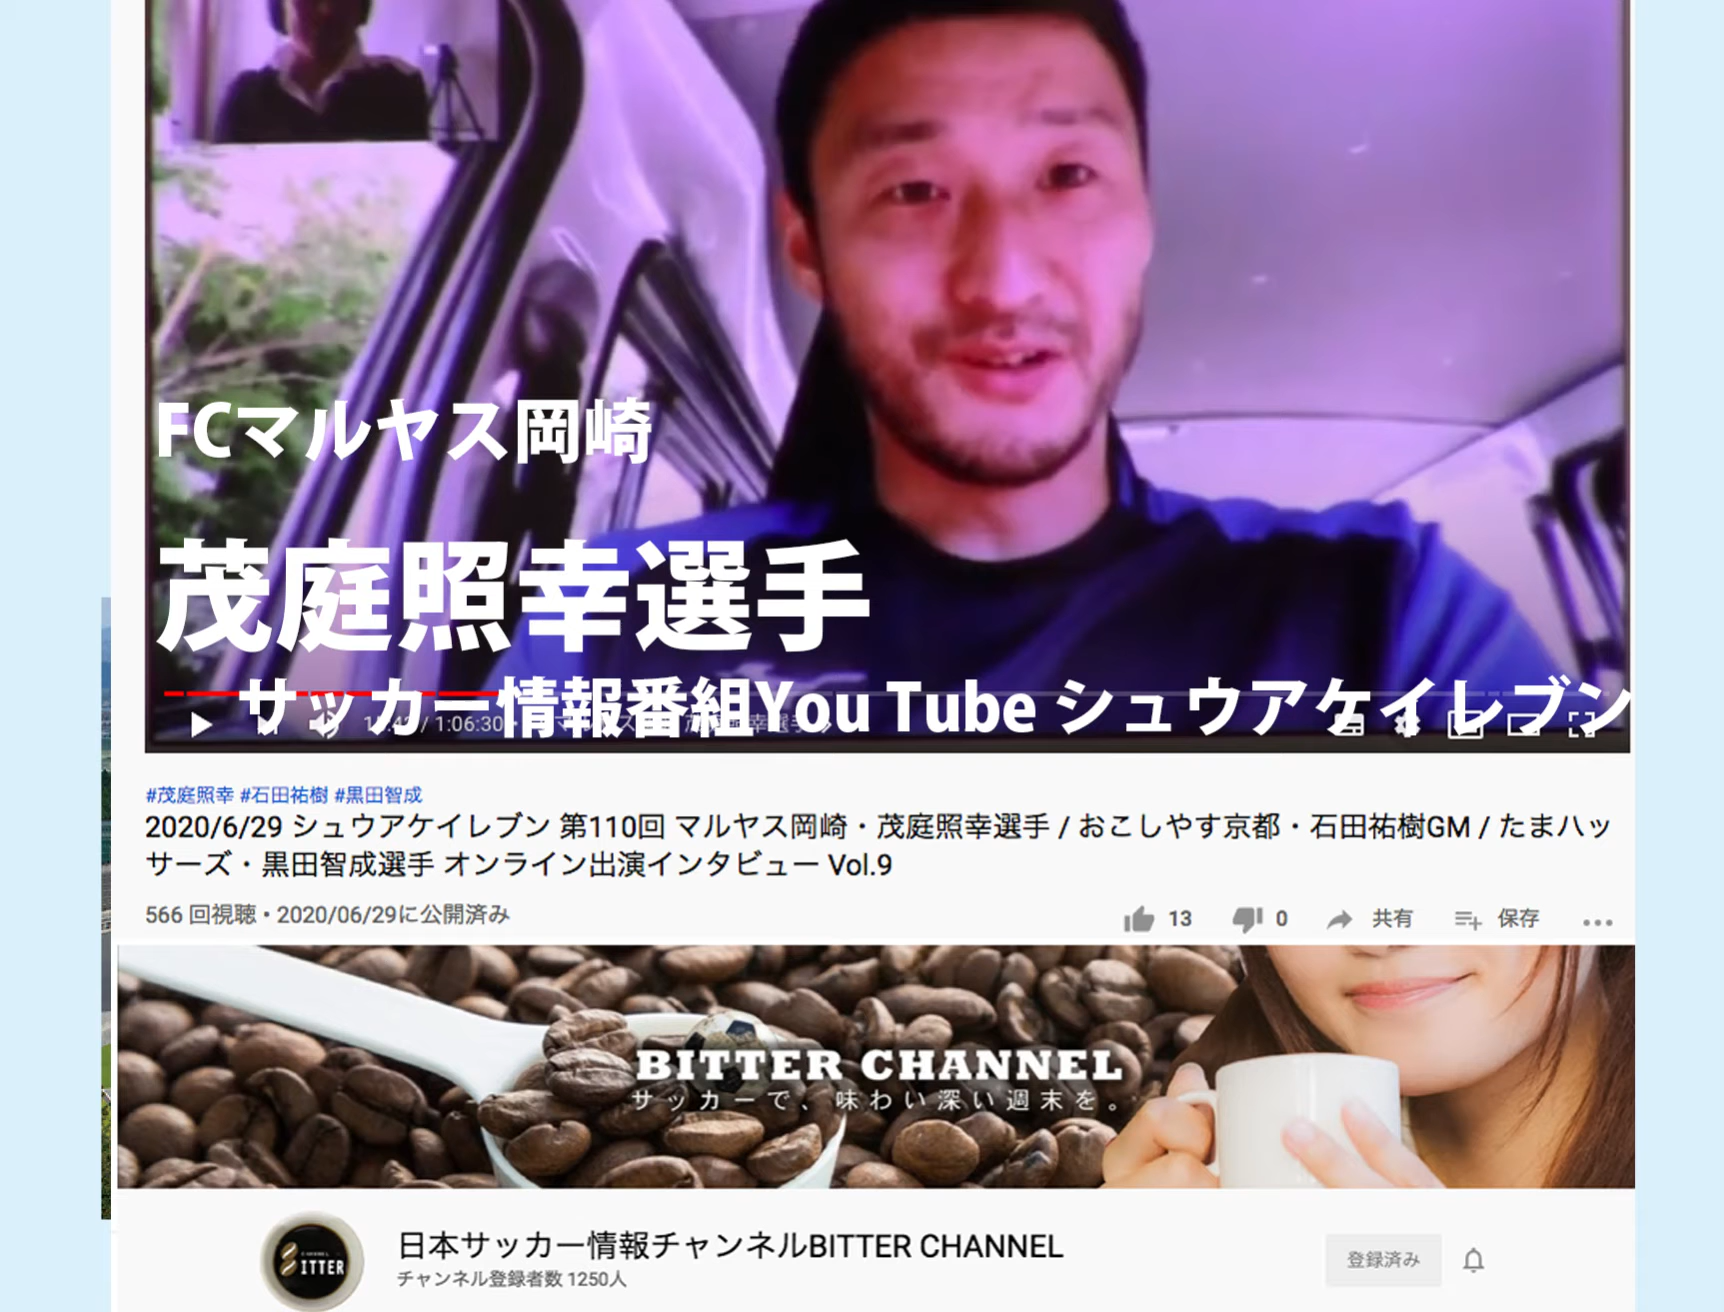 FCマルヤス岡崎
茂庭照幸選手
サッカー情報番組You Tube シュウアケイレブン
/ 1:06:30
#茂庭照幸 #石田祐樹 #黒田智成
2020/6/29 シュウアケイレブン 第110回 マルヤス岡崎・茂庭照幸選手 / おこしやす京都・石田祐樹GM / たまハッ
サーズ・黒田智成選手 オンライン出演インタビュー Vol.9
566 回視聴・2020/06/29に公開済み
13 0 共有 保存
BITTER CHANNEL
サッカーで、味わい深い週末を。
BITTER
日本サッカー情報チャンネルBITTER CHANNEL
チャンネル登録者数 1250人
登録済み